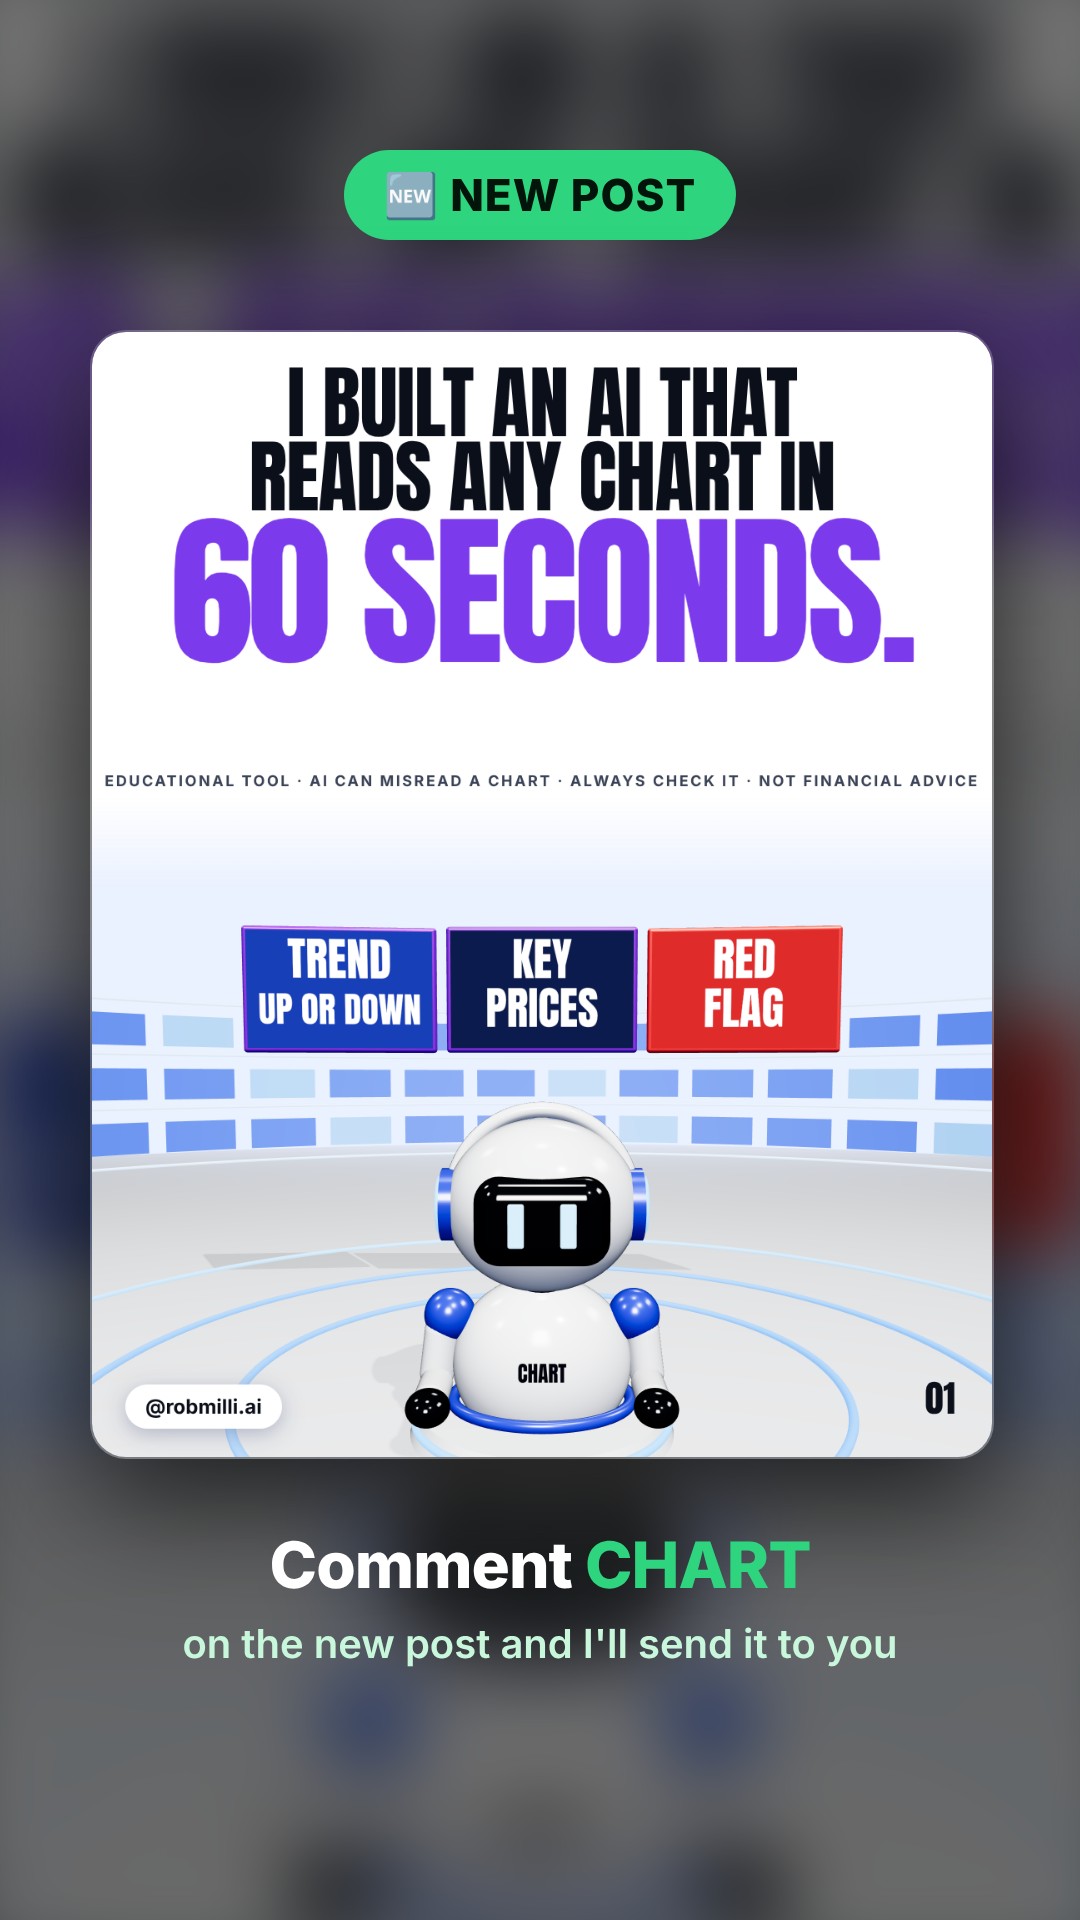 🆕 NEW POST
I BUILT AN AI THAT
READS ANY CHART IN
60 SECONDS.
EDUCATIONAL TOOL · AI CAN MISREAD A CHART · ALWAYS CHECK IT · NOT FINANCIAL ADVICE
TREND
UP OR DOWN
KEY
PRICES
RED
FLAG
CHART
@robmilli.ai
01
Comment CHART
on the new post and I'll send it to you